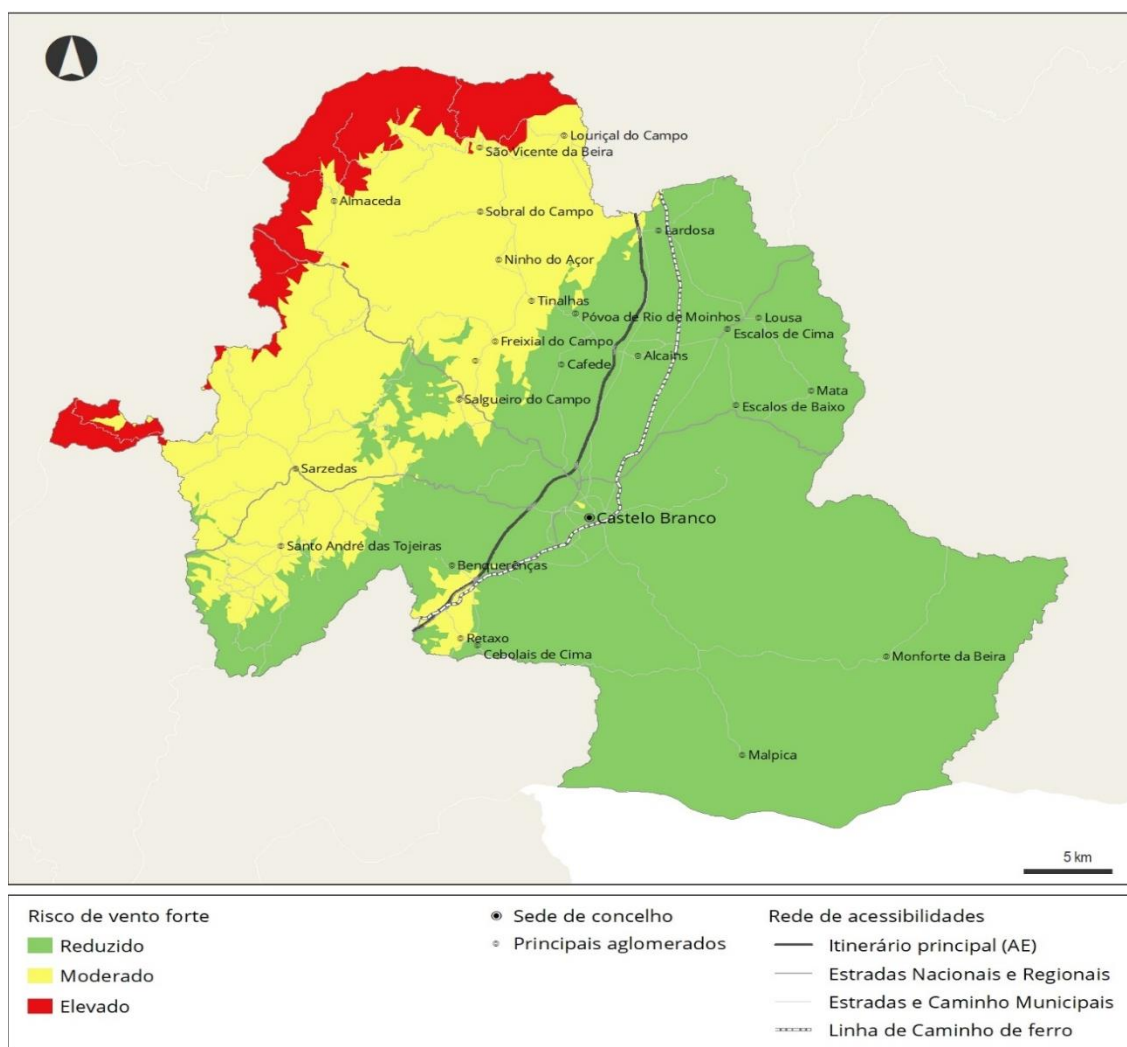 Louriçal do Campo
São Vicente da Beira
Almaceda
Sobral do Campo
Lardosa
Ninho do Açor
Tinalhas
Póvoa de Rio de Moinhos
Lousa
Escalos de Cima
Freixial do Campo
Alcains
Cafede
Mata
Salgueiro do Campo
Escalos de Baixo
Sarzedas
Castelo Branco
Santo André das Tojeiras
Benquerênças
Retaxo
Cebolais de Cima
Monforte da Beira
Malpica
5 km
Risco de vento forte
Reduzido
Moderado
Elevado
Sede de concelho
Principais aglomerados
Rede de acessibilidades
Itinerário principal (AE)
Estradas Nacionais e Regionais
Estradas e Caminho Municipais
Linha de Caminho de ferro